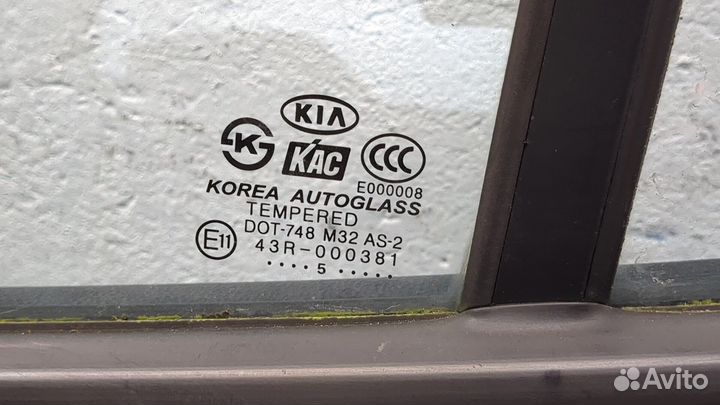 KIA
K
KAC
CCC
E000008
KOREA AUTOGLASS
TEMPERED
DOT-748 M32 AS-2
E11
43R-000381
.... 5 .....
Avito